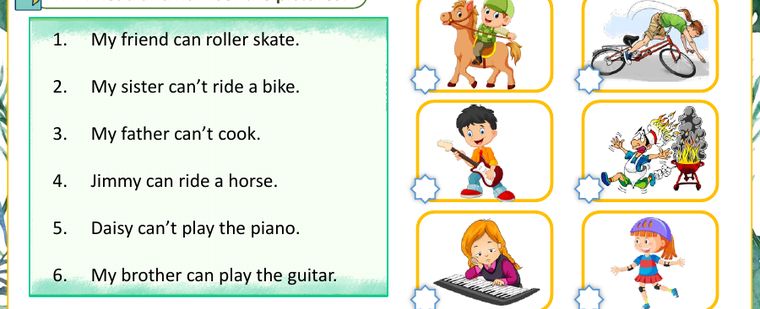 1. My friend can roller skate.
2. My sister can’t ride a bike.
3. My father can’t cook.
4. Jimmy can ride a horse.
5. Daisy can’t play the piano.
6. My brother can play the guitar.